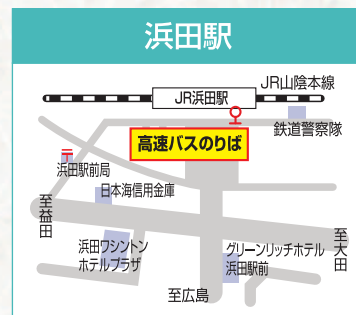 浜田駅
JR山陰本線
JR浜田駅
鉄道警察隊
高速バスのりば
〒
浜田駅前局
日本海信用金庫
至益田
浜田ワシントン
ホテルプラザ
グリーンリッチホテル
浜田駅前
至大田
至広島